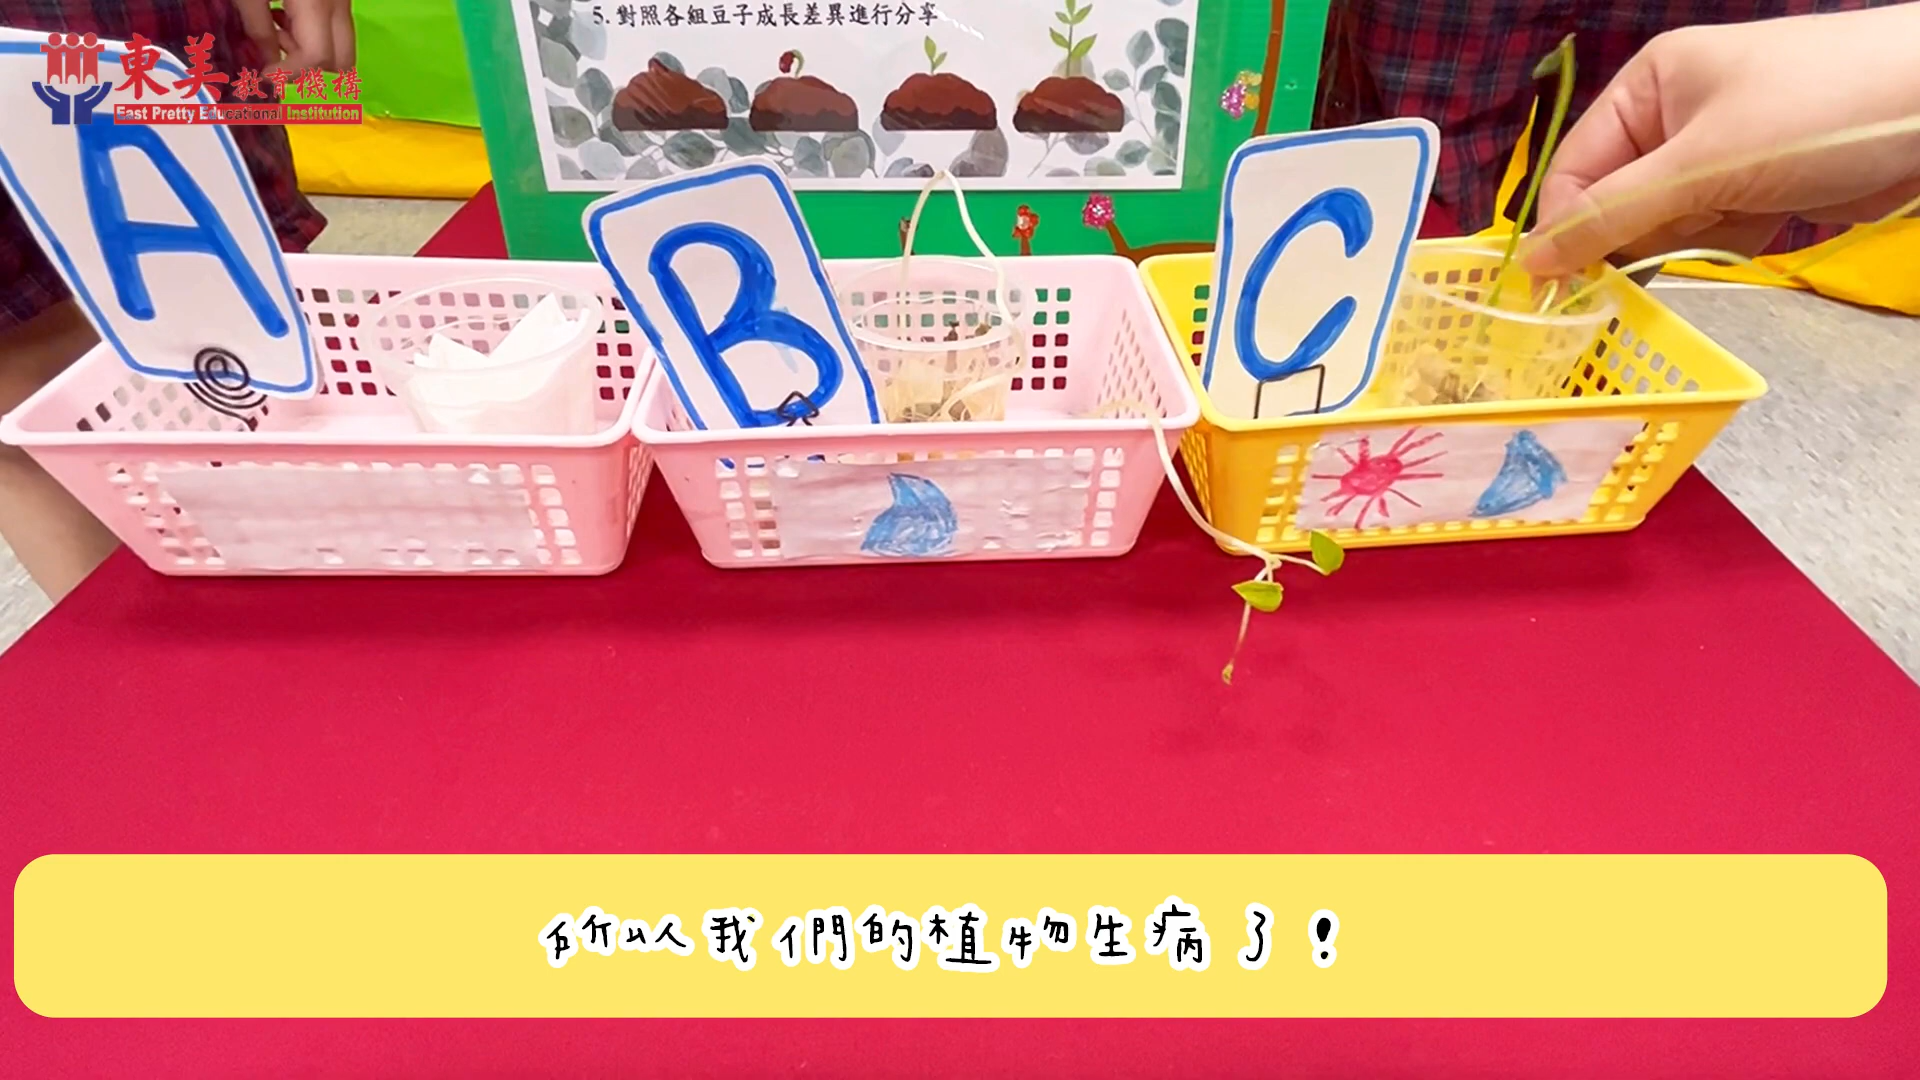 東美教育機構
East Pretty Educational Institution
5.對照各組豆子成長差異進行分享
A
B
C
所以我們的植物生病了!